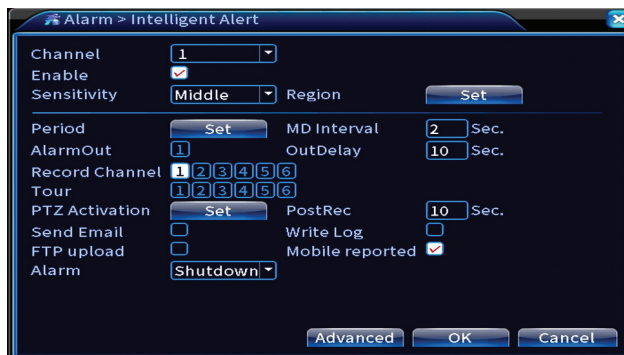 Alarm > Intelligent Alert
Channel 1
Enable
Sensitivity Middle Region Set
Period Set MD Interval 2 Sec.
AlarmOut 1 OutDelay 10 Sec.
Record Channel 1 2 3 4 5 6
Tour 1 2 3 4 5 6
PTZ Activation Set PostRec 10 Sec.
Send Email Write Log
FTP upload Mobile reported
Alarm Shutdown
Advanced OK Cancel